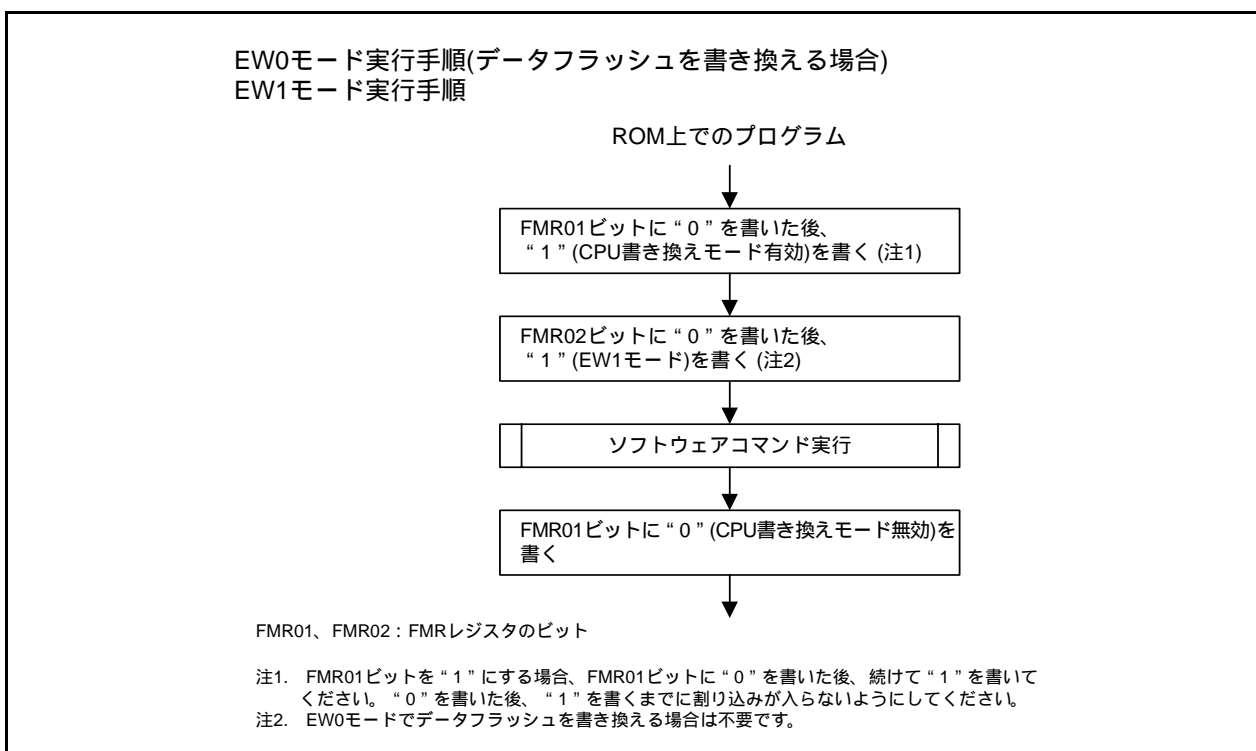 EW0モード実行手順(データフラッシュを書き換える場合)
EW1モード実行手順
ROM上でのプログラム
FMR01ビットに“0”を書いた後、
“1”(CPU書き換えモード有効)を書く (注1)
FMR02ビットに“0”を書いた後、
“1”(EW1モード)を書く (注2)
ソフトウェアコマンド実行
FMR01ビットに“0”(CPU書き換えモード無効)を
書く
FMR01、FMR02：FMRレジスタのビット
注1. FMR01ビットを“1”にする場合、FMR01ビットに“0”を書いた後、続けて“1”を書いて
ください。“0”を書いた後、“1”を書くまでに割り込みが入らないようにしてください。
注2. EW0モードでデータフラッシュを書き換える場合は不要です。